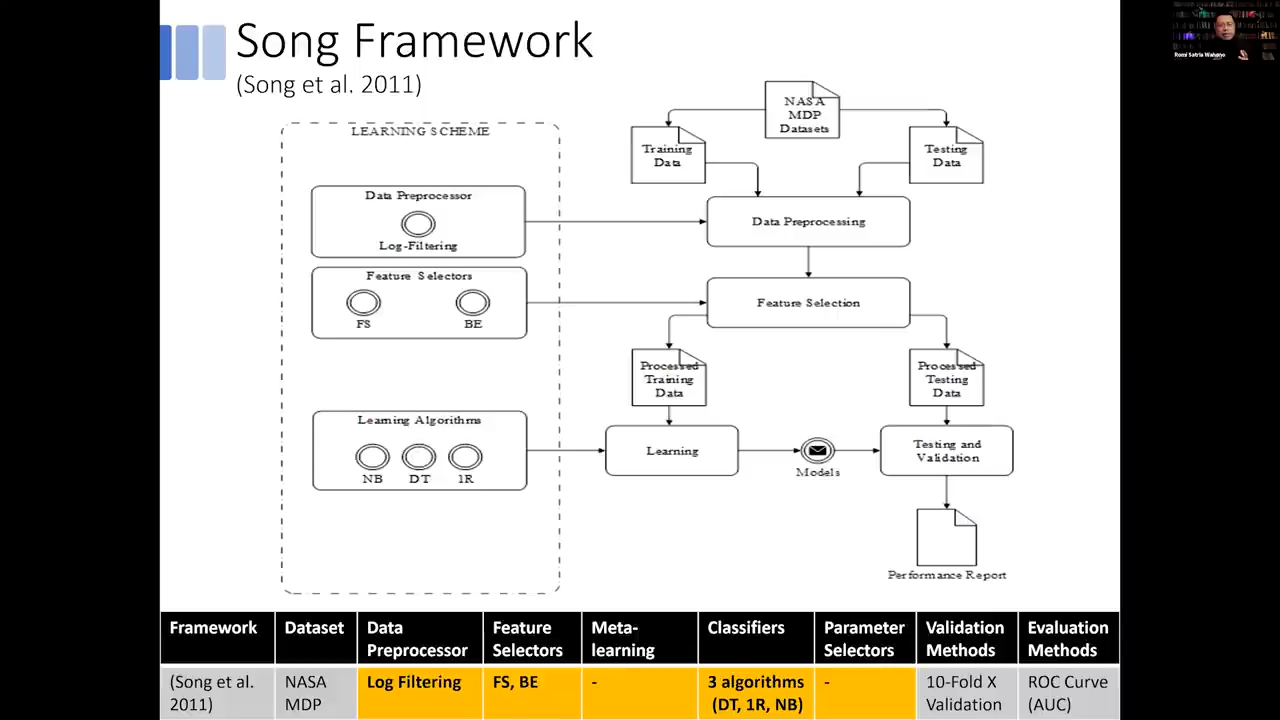 Song Framework
(Song et al. 2011)
Romi Satria Wahono
LEARNING SCHEME
Data Preprocessor
Log-Filtering
Feature Selectors
FS
BE
Learning Algorithms
NB
DT
1R
NASA
MDP
Datasets
Training
Data
Testing
Data
Data Preprocessing
Feature Selection
Processed
Training
Data
Processed
Testing
Data
Learning
Models
Testing and
Validation
Performance Report
Framework
Dataset
Data
Preprocessor
Feature
Selectors
Meta-
learning
Classifiers
Parameter
Selectors
Validation
Methods
Evaluation
Methods
(Song et al.
2011)
NASA
MDP
Log Filtering
FS, BE
-
3 algorithms
(DT, 1R, NB)
-
10-Fold X
Validation
ROC Curve
(AUC)